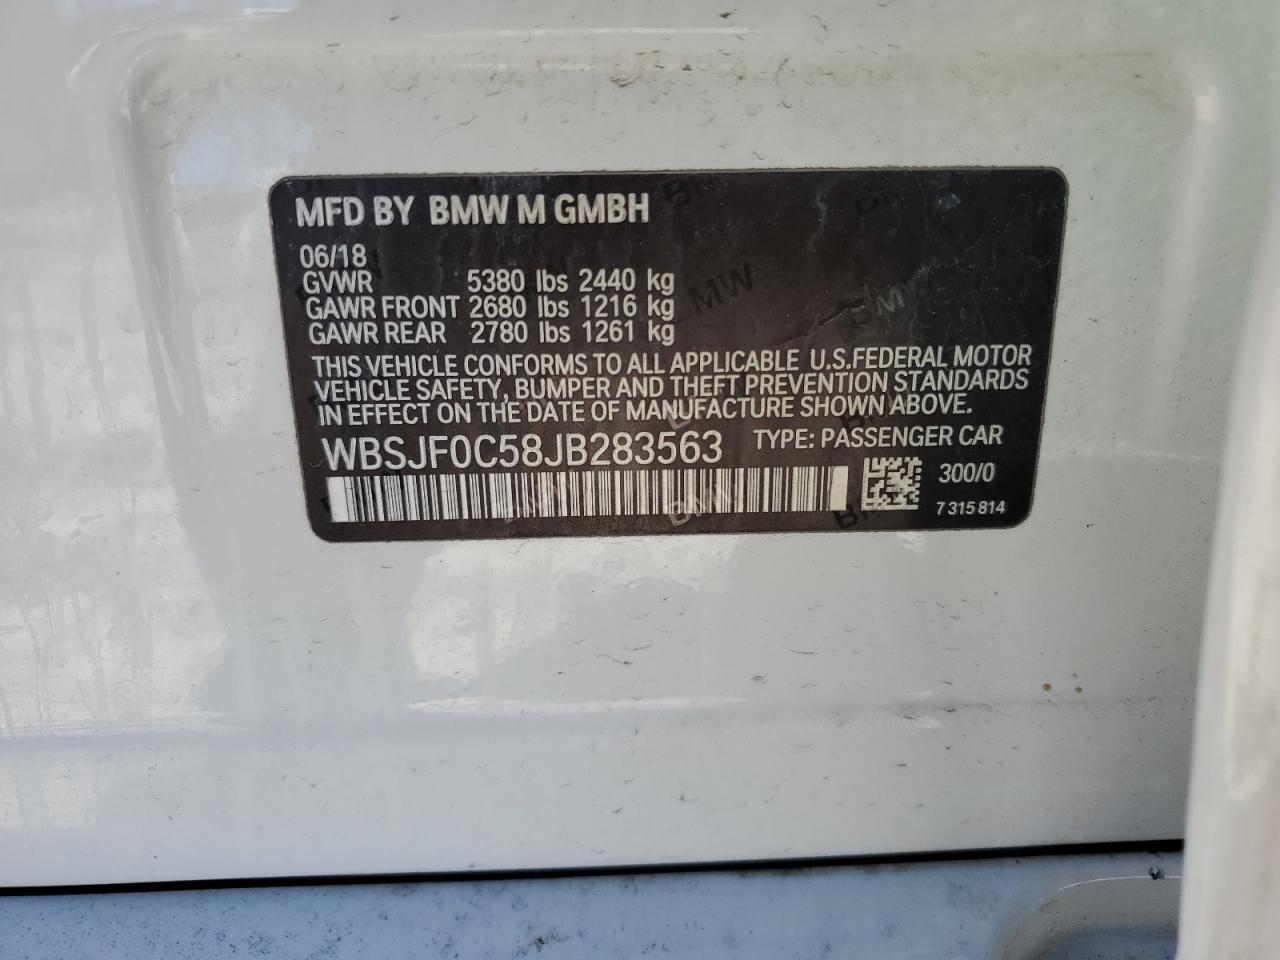 MFD BY BMW M GMBH
06/18
GVWR 5380 lbs 2440 kg
GAWR FRONT 2680 lbs 1216 kg
GAWR REAR 2780 lbs 1261 kg
THIS VEHICLE CONFORMS TO ALL APPLICABLE U.S.FEDERAL MOTOR
VEHICLE SAFETY, BUMPER AND THEFT PREVENTION STANDARDS
IN EFFECT ON THE DATE OF MANUFACTURE SHOWN ABOVE.
WBSJF0C58JB283563 TYPE: PASSENGER CAR
300/0
7 315 814